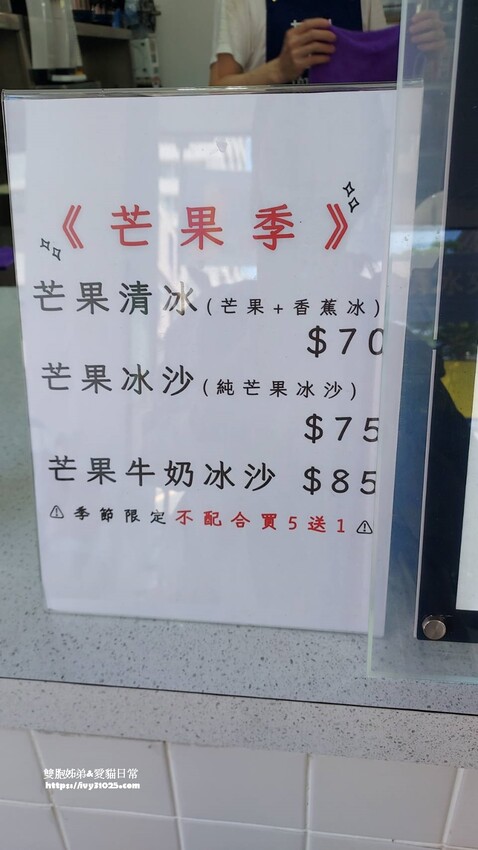 《芒果季》
芒果清冰(芒果+香蕉冰)
$70
芒果冰沙(純芒果冰沙)
$75
芒果牛奶冰沙 $85
⚠季節限定不配合買5送1⚠
雙胞姊弟&愛貓日常
https://ivy31025.com